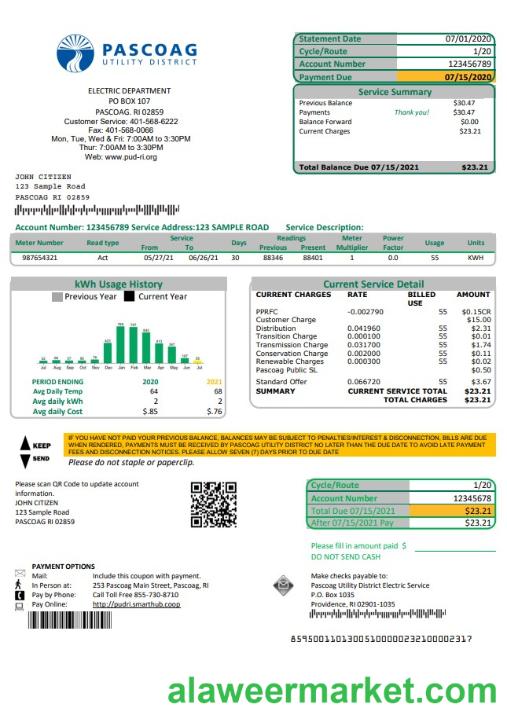 PASCOAG
UTILITY DISTRICT
ELECTRIC DEPARTMENT
PO BOX 107
PASCOAG. RI 02859
Customer Service: 401-568-6222
Fax: 401-568-0066
Mon, Tue, Wed & Fri: 7:00AM to 3:30PM
Thur: 7:00AM to 3:30PM
Web: www.pud-ri.org
Statement Date 07/01/2020
Cycle/Route 1/20
Account Number 123456789
Payment Due 07/15/2020
Service Summary
Previous Balance $30.47
Payments Thank you! $30.47
Balance Forward $0.00
Current Charges $23.21
Total Balance Due 07/15/2021 $23.21
JOHN CITIZEN
123 Sample Road
PASCOAG RI 02859
Account Number: 123456789 Service Address:123 SAMPLE ROAD Service Description:
Meter Number Read type Service From To Days Readings Previous Present Meter Multiplier Power Factor Usage Units
987654321 Act 05/27/21 06/26/21 30 88346 88401 1 0.0 55 KWH
kWh Usage History
Previous Year Current Year
Jul Aug Sep Oct Nov Dec Jan Feb Mar Apr May Jun Jul
PERIOD ENDING 2020 2021
Avg Daily Temp 64 68
Avg daily kWh 2 2
Avg daily Cost $.85 $.76
Current Service Detail
CURRENT CHARGES RATE BILLED USE AMOUNT
PPRFC -0.002790 55 $0.15CR
Customer Charge $15.00
Distribution 0.041960 55 $2.31
Transition Charge 0.000100 55 $0.01
Transmission Charge 0.031700 55 $1.74
Conservation Charge 0.002000 55 $0.11
Renewable Charges 0.000300 55 $0.02
Pascoag Public SL $0.50
Standard Offer 0.066720 55 $3.67
SUMMARY CURRENT SERVICE TOTAL $23.21
TOTAL CHARGES $23.21
KEEP
SEND
IF YOU HAVE NOT PAID YOUR PREVIOUS BALANCE, BALANCES MAY BE SUBJECT TO PENALTIES/INTEREST & DISCONNECTION, BILLS ARE DUE
WHEN RENDERED, PAYMENTS MUST BE RECEIVED BY PASCOAG UTILITY DISTRICT NO LATER THAN THE DUE DATE TO AVOID LATE PAYMENT
FEES AND DISCONNECTION NOTICES. PLEASE ALLOW SEVEN (7) DAYS PRIOR TO DUE DATE
Please do not staple or paperclip.
Please scan QR Code to update account
information.
JOHN CITIZEN
123 Sample Road
PASCOAG RI 02859
Cycle/Route 1/20
Account Number 12345678
Total Due 07/15/2021 $23.21
After 07/15/2021 Pay $23.21
Please fill in amount paid $
DO NOT SEND CASH
PAYMENT OPTIONS
Mail: Include this coupon with payment.
In Person at: 253 Pascoag Main Street, Pascoag, RI
Pay by Phone: Call Toll Free 855-730-8710
Pay Online: http://pudri.smarthub.coop
Make checks payable to:
Pascoag Utility District Electric Service
P.O. Box 1035
Providence, RI 02901-1035
859500110130051000002321000​02317
alaweermarket.com